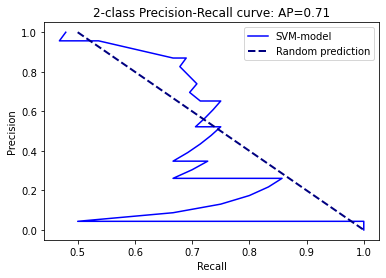 2-class Precision-Recall curve: AP=0.71
SVM-model
Random prediction
Precision
1.0
0.8
0.6
0.4
0.2
0.0
0.5 0.6 0.7 0.8 0.9 1.0
Recall